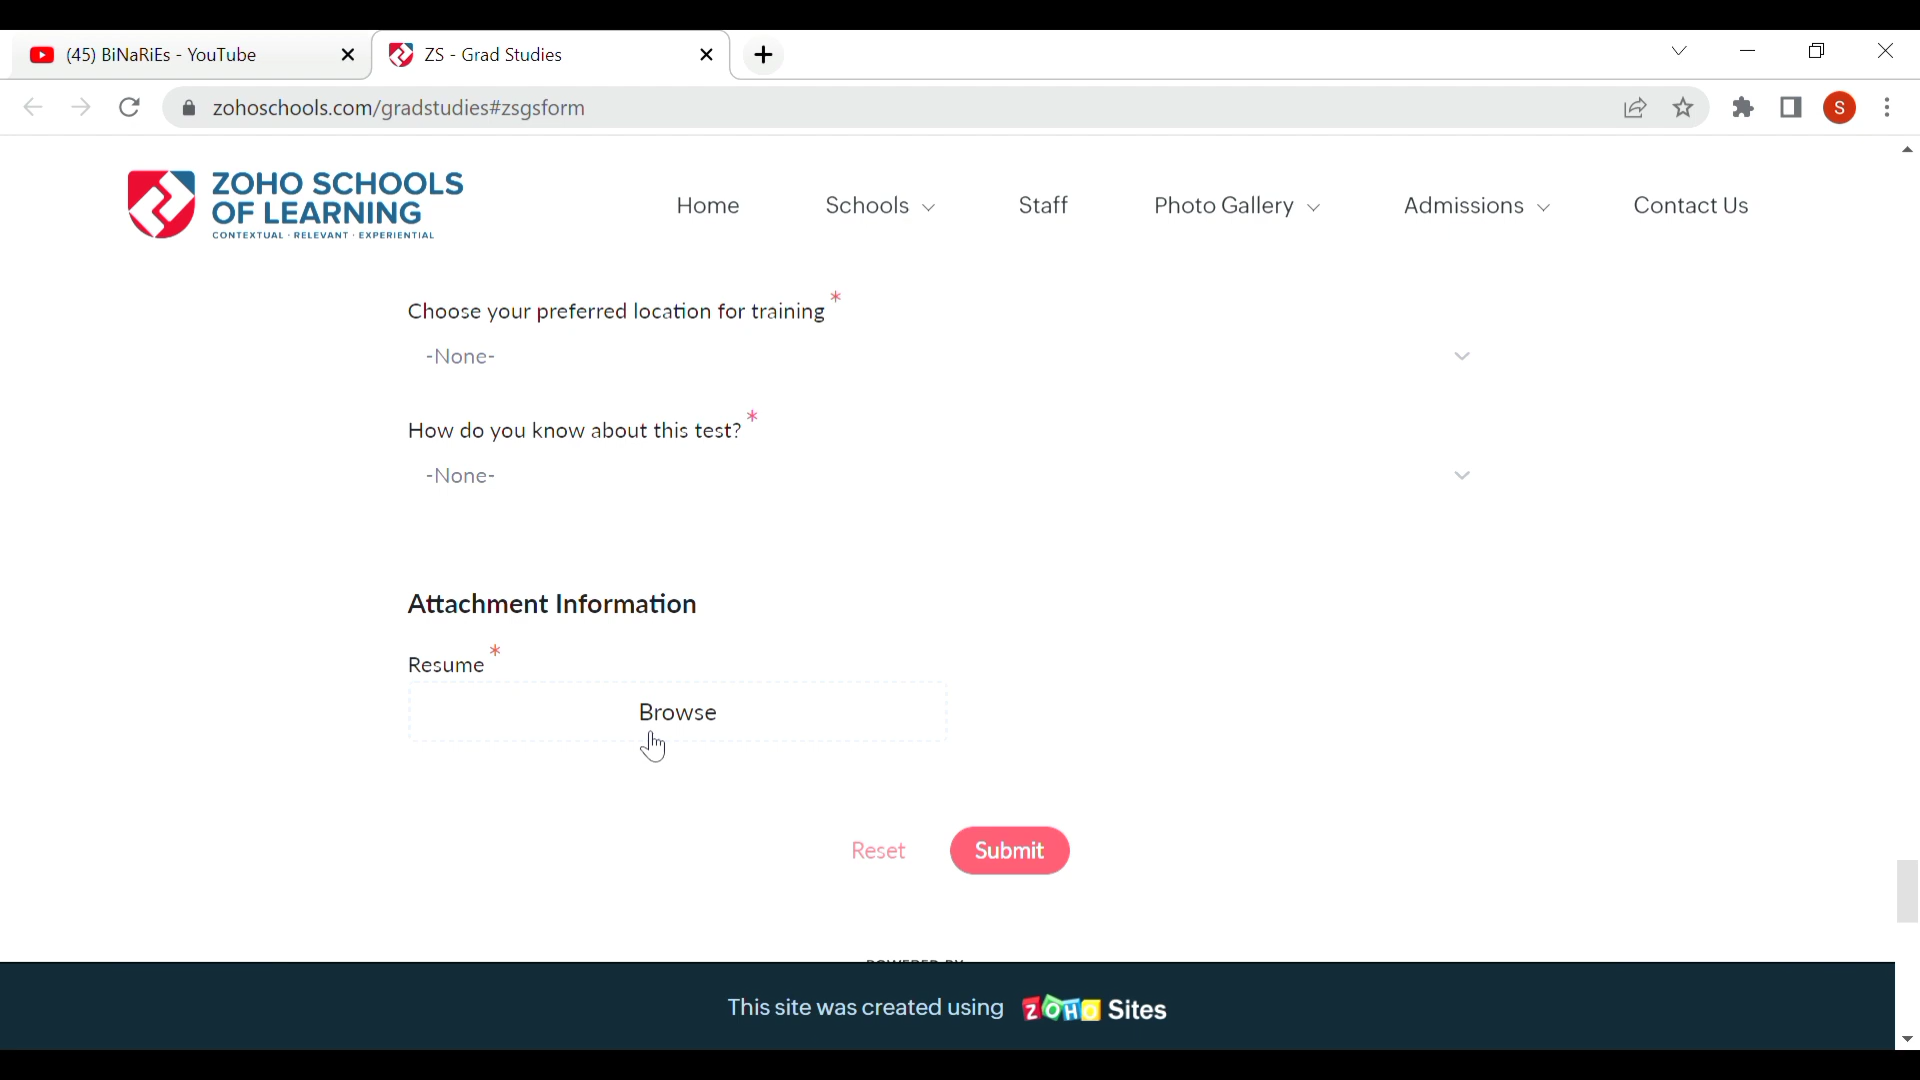 (45) BiNaRiEs - YouTube
ZS - Grad Studies
zohoschools.com/gradstudies#zsgsform
S
ZOHO SCHOOLS
OF LEARNING
CONTEXTUAL · RELEVANT · EXPERIENTIAL
Home
Schools
Staff
Photo Gallery
Admissions
Contact Us
Choose your preferred location for training *
-None-
How do you know about this test? *
-None-
Attachment Information
Resume *
Browse
Reset
Submit
POWERED BY
This site was created using ZOHO Sites